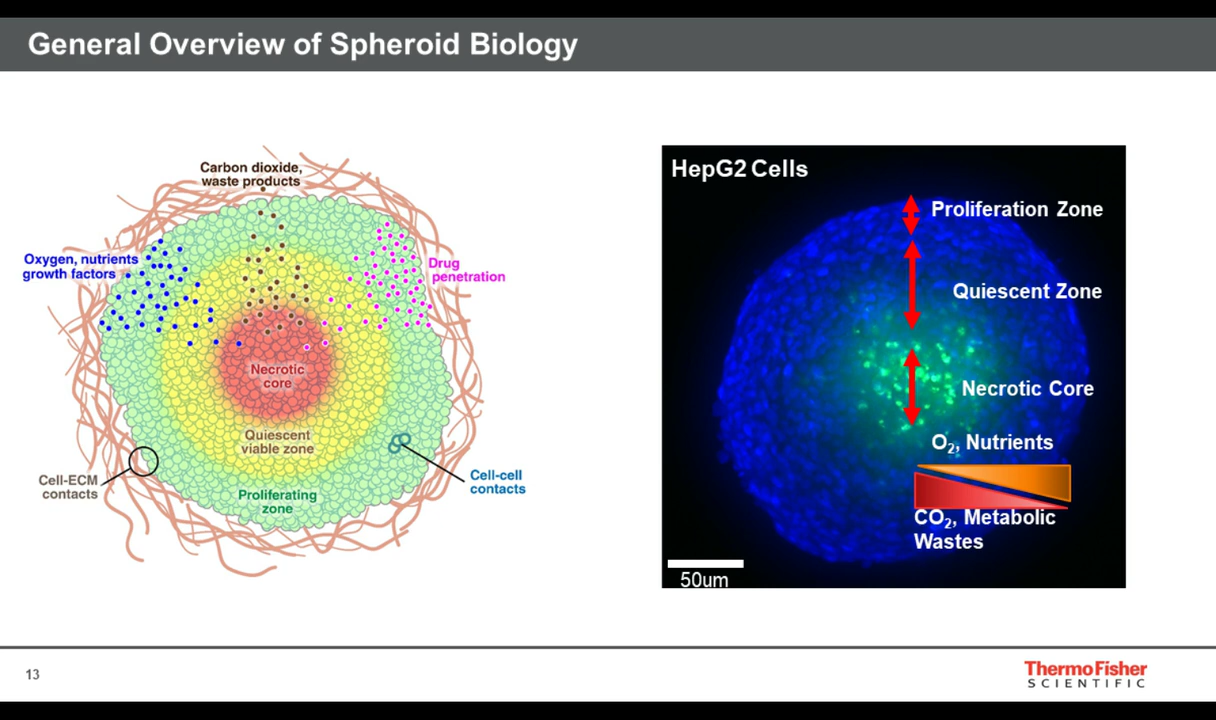 General Overview of Spheroid Biology
Carbon dioxide,
waste products
Oxygen, nutrients
growth factors
Drug
penetration
Necrotic
core
Quiescent
viable zone
Cell-ECM
contacts
Proliferating
zone
Cell-cell
contacts
HepG2 Cells
Proliferation Zone
Quiescent Zone
Necrotic Core
O₂, Nutrients
CO₂, Metabolic
Wastes
50um
13
ThermoFisher
SCIENTIFIC